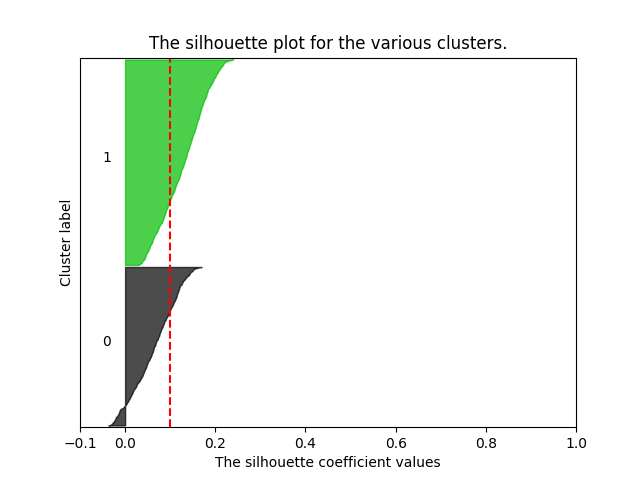 The silhouette plot for the various clusters.
Cluster label
1
0
−0.1 0.0 0.2 0.4 0.6 0.8 1.0
The silhouette coefficient values